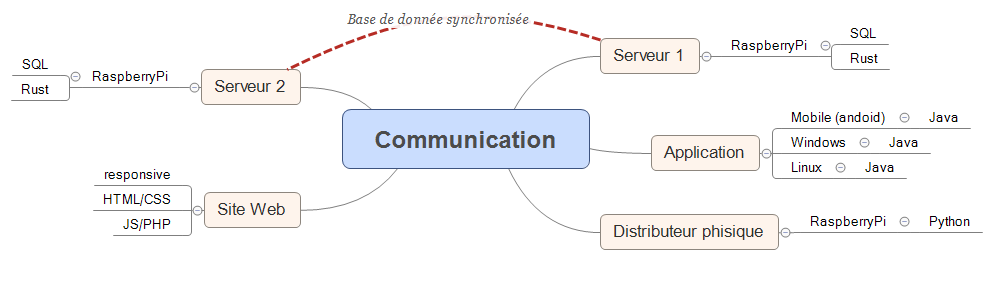 Base de donnée synchronisée
SQL
Rust
RaspberryPi
Serveur 2
Serveur 1
RaspberryPi
SQL
Rust
Communication
Application
Mobile (andoid)
Java
Windows
Java
Linux
Java
responsive
HTML/CSS
JS/PHP
Site Web
Distributeur phisique
RaspberryPi
Python